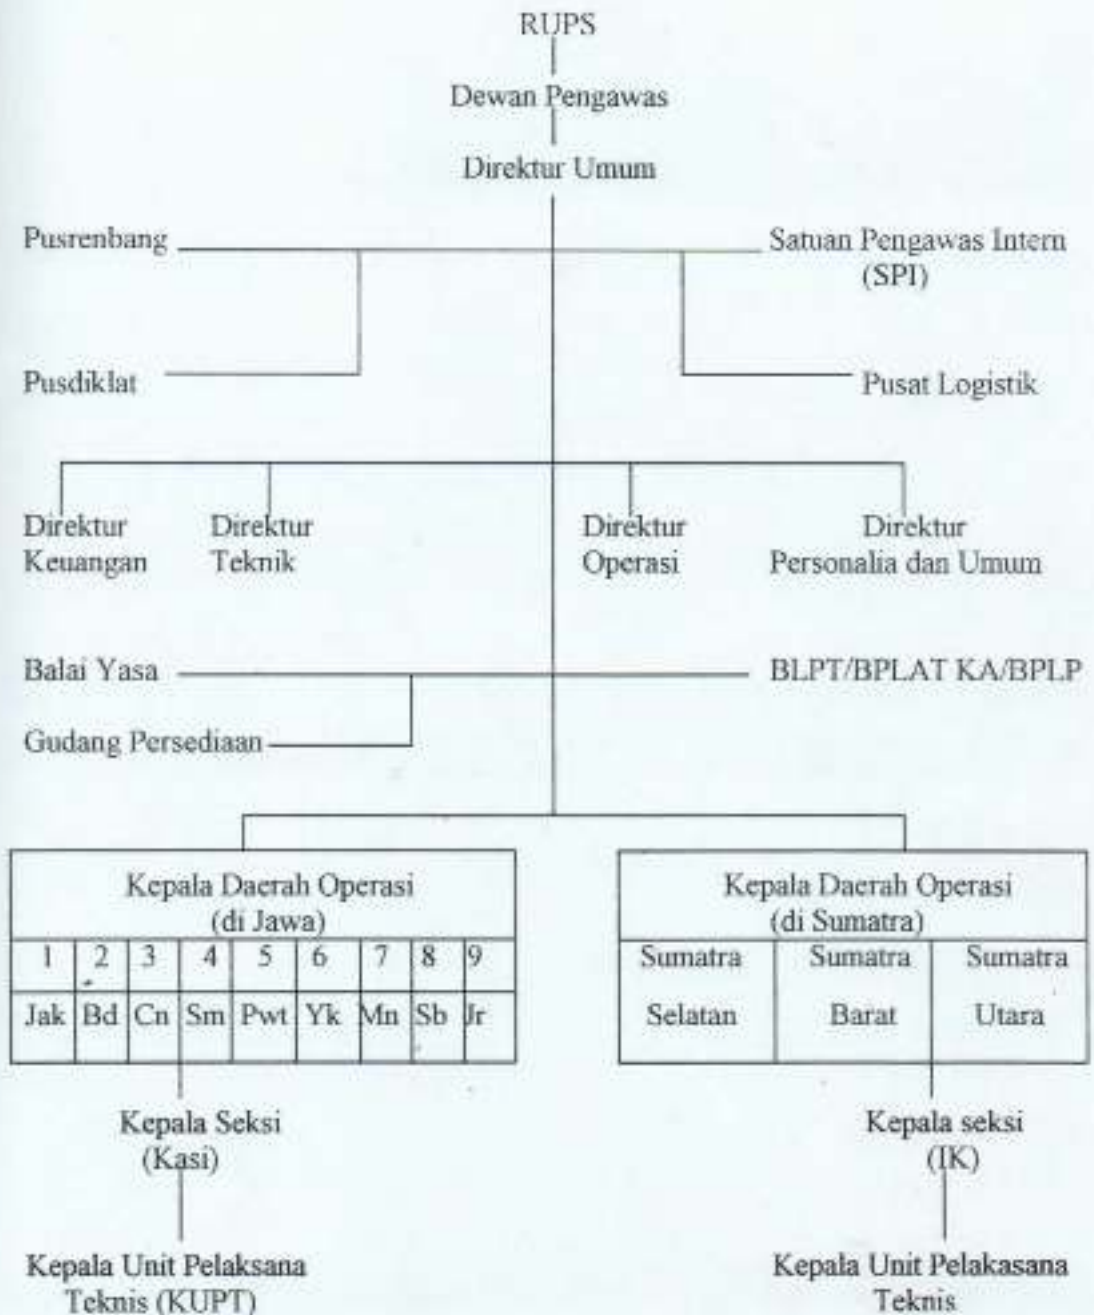 RUPS
Dewan Pengawas
Direktur Umum
Pusrenbang
Satuan Pengawas Intern
(SPI)
Pusdiklat
Pusat Logistik
Direktur
Keuangan
Direktur
Teknik
Direktur
Operasi
Direktur
Personalia dan Umum
Balai Yasa
BLPT/BPLAT KA/BPLP
Gudang Persediaan
Kepala Daerah Operasi
(di Jawa)
1 2 3 4 5 6 7 8 9
Jak Bd Cn Sm Pwt Yk Mn Sb Jr
Kepala Daerah Operasi
(di Sumatra)
Sumatra
Selatan
Sumatra
Barat
Sumatra
Utara
Kepala Seksi
(Kasi)
Kepala seksi
(IK)
Kepala Unit Pelaksana
Teknis (KUPT)
Kepala Unit Pelakasana
Teknis